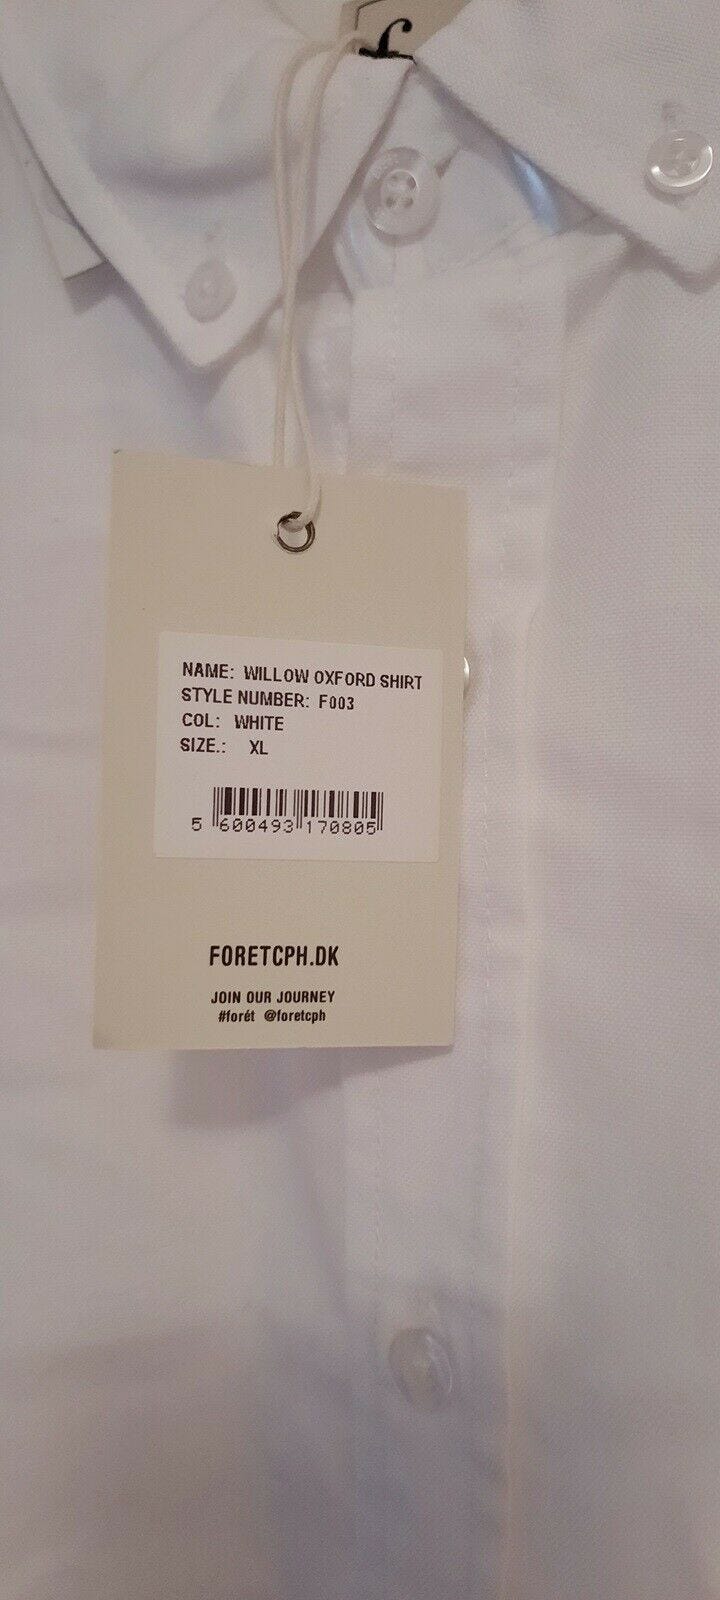 f
NAME: WILLOW OXFORD SHIRT
STYLE NUMBER: F003
COL: WHITE
SIZE.: XL
5 600493 170805
FORETCPH.DK
JOIN OUR JOURNEY
#forét @foretcph